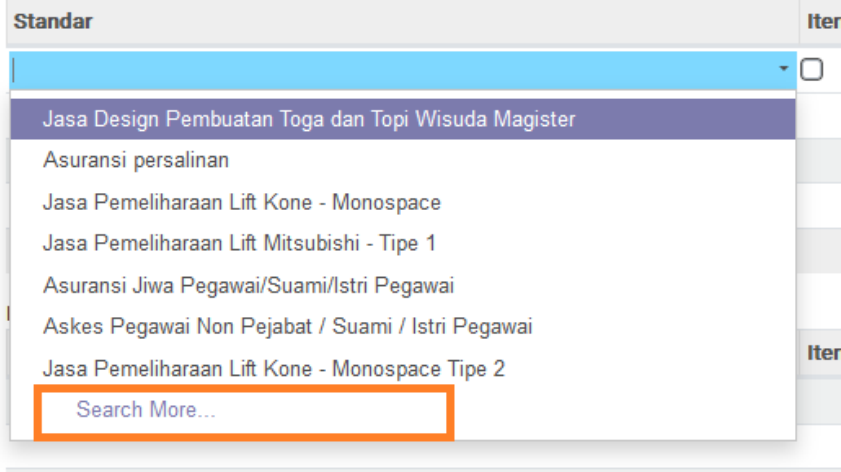 Standar Iter
Jasa Design Pembuatan Toga dan Topi Wisuda Magister
Asuransi persalinan
Jasa Pemeliharaan Lift Kone - Monospace
Jasa Pemeliharaan Lift Mitsubishi - Tipe 1
Asuransi Jiwa Pegawai/Suami/Istri Pegawai
Askes Pegawai Non Pejabat / Suami / Istri Pegawai
Iter
Jasa Pemeliharaan Lift Kone - Monospace Tipe 2
Search More...